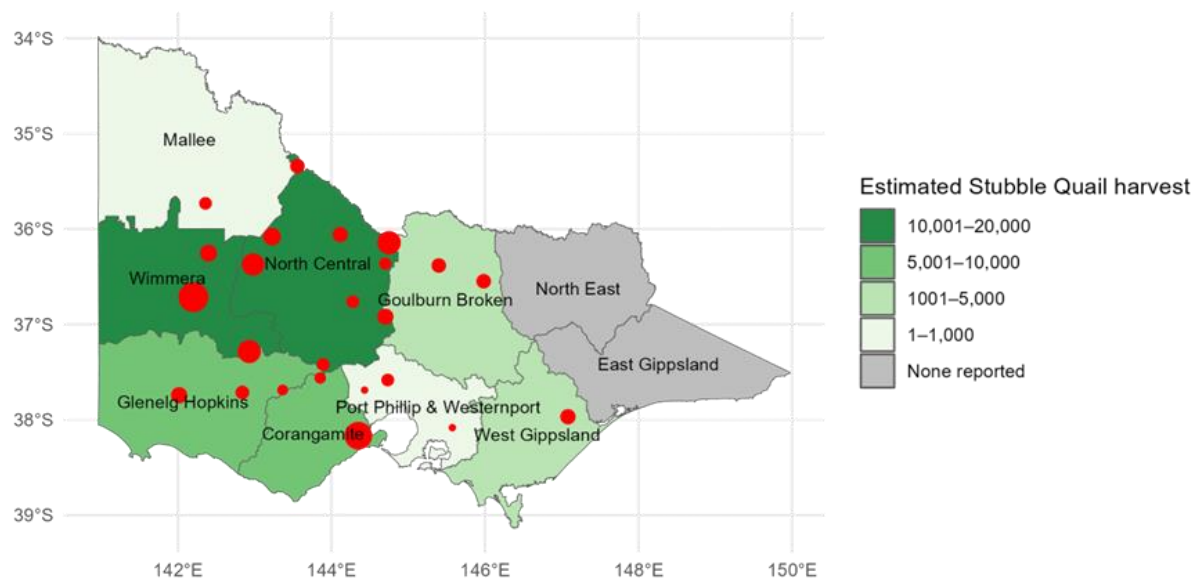 34°S
35°S
36°S
37°S
38°S
39°S
Mallee
Wimmera
North Central
Goulburn Broken
North East
East Gippsland
Glenelg Hopkins
Port Phillip & Westernport
Corangamite
West Gippsland
142°E
144°E
146°E
148°E
150°E
Estimated Stubble Quail harvest
10,001–20,000
5,001–10,000
1001–5,000
1–1,000
None reported